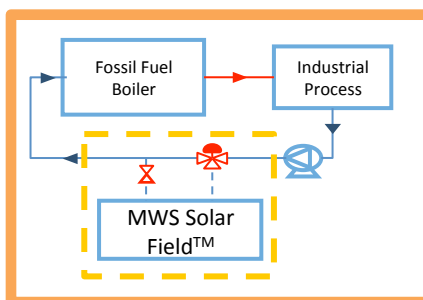 Fossil Fuel
Boiler
Industrial
Process
MWS Solar
Field™